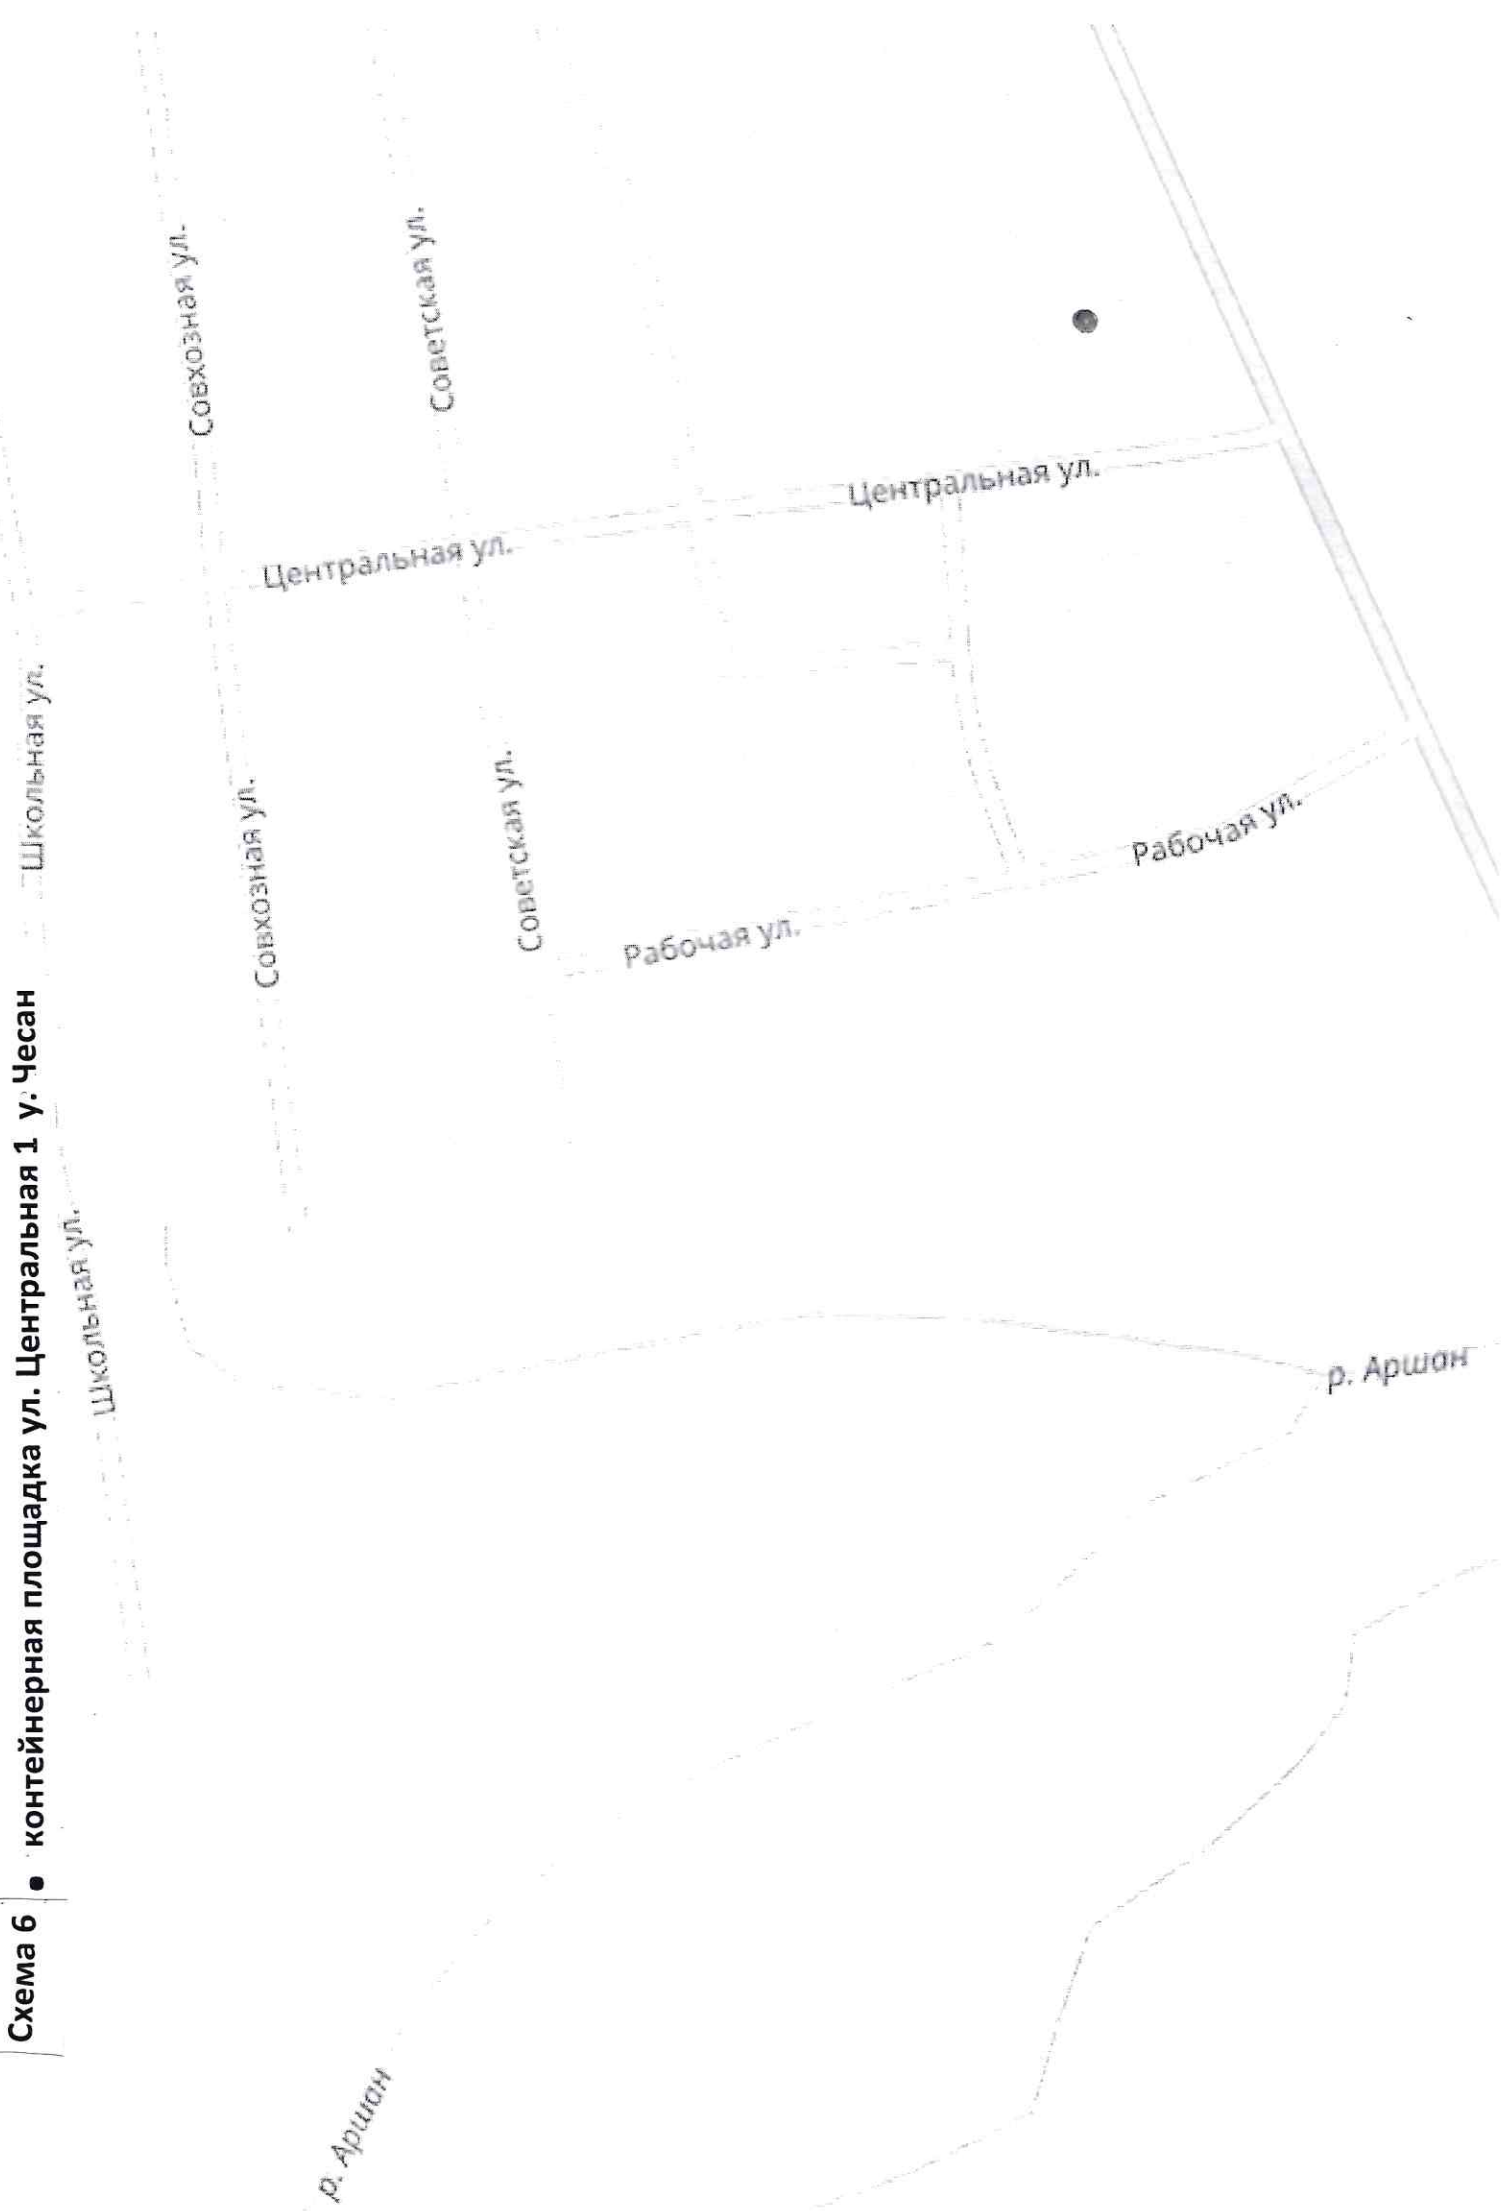 Схема 6 • контейнерная площадка ул. Центральная 1 у. Чесан
Школьная ул.
Школьная ул.
Совхозная ул.
Совхозная ул.
Центральная ул.
Советская ул.
Советская ул.
Рабочая ул.
Центральная ул.
Рабочая ул.
р. Аршан
р. Аршан